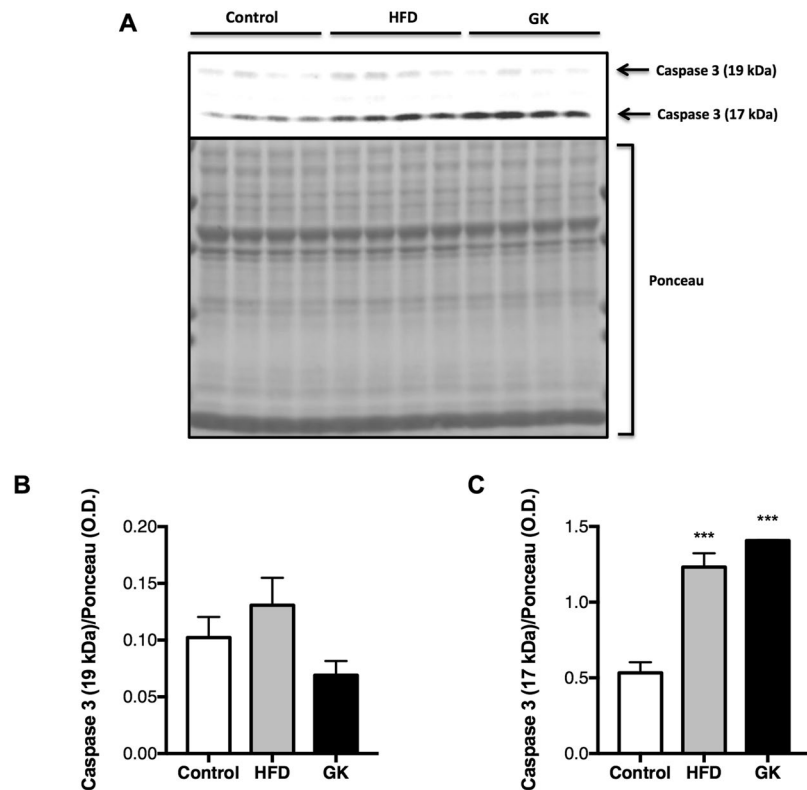 A
Control HFD GK
Caspase 3 (19 kDa)
Caspase 3 (17 kDa)
Ponceau
B
Caspase 3 (19 kDa)/Ponceau (O.D.)
0.20
0.15
0.10
0.05
0.00
Control HFD GK
C
Caspase 3 (17 kDa)/Ponceau (O.D.)
1.5
1.0
0.5
0.0
*** ***
Control HFD GK